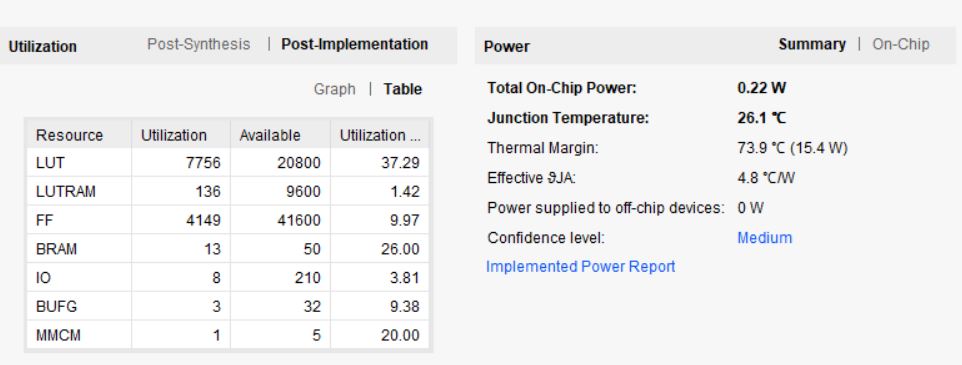 Utilization Post-Synthesis | Post-Implementation
Graph | Table
Resource Utilization Available Utilization ...
LUT 7756 20800 37.29
LUTRAM 136 9600 1.42
FF 4149 41600 9.97
BRAM 13 50 26.00
IO 8 210 3.81
BUFG 3 32 9.38
MMCM 1 5 20.00
Power Summary | On-Chip
Total On-Chip Power: 0.22 W
Junction Temperature: 26.1 °C
Thermal Margin: 73.9 °C (15.4 W)
Effective ϑJA: 4.8 °C/W
Power supplied to off-chip devices: 0 W
Confidence level: Medium
Implemented Power Report